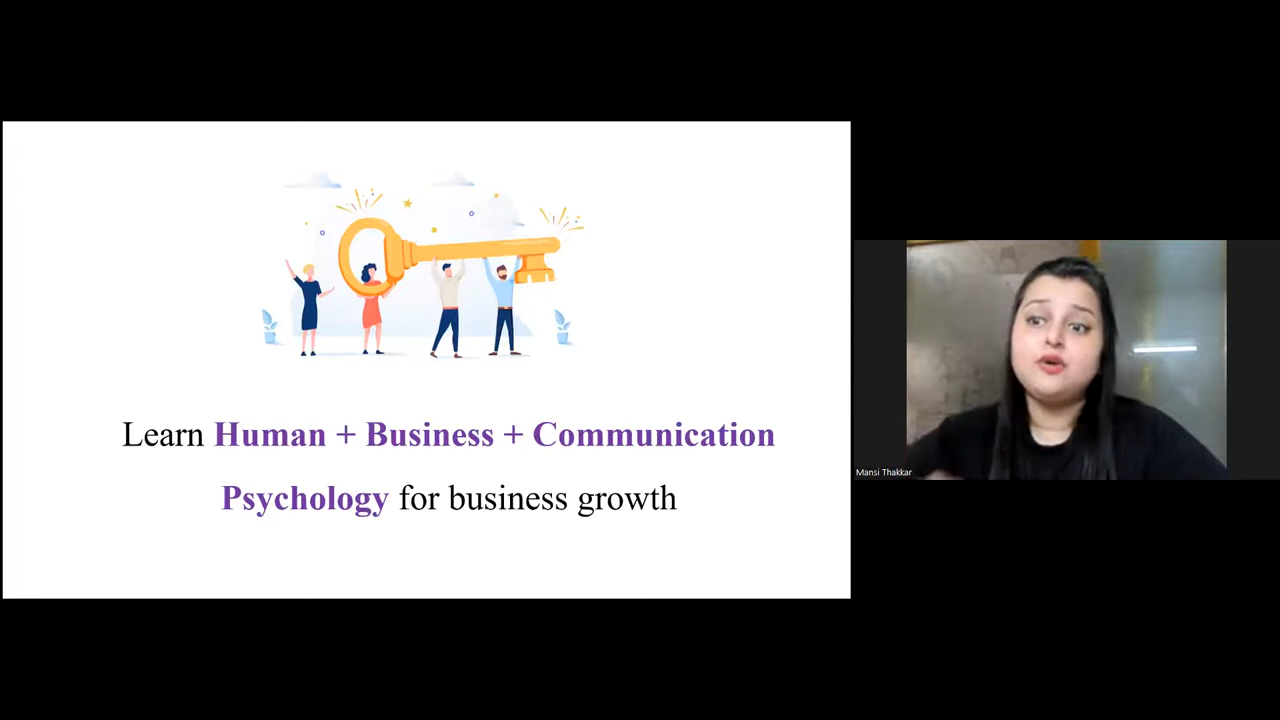 Learn Human + Business + Communication
Psychology for business growth
Mansi Thakkar